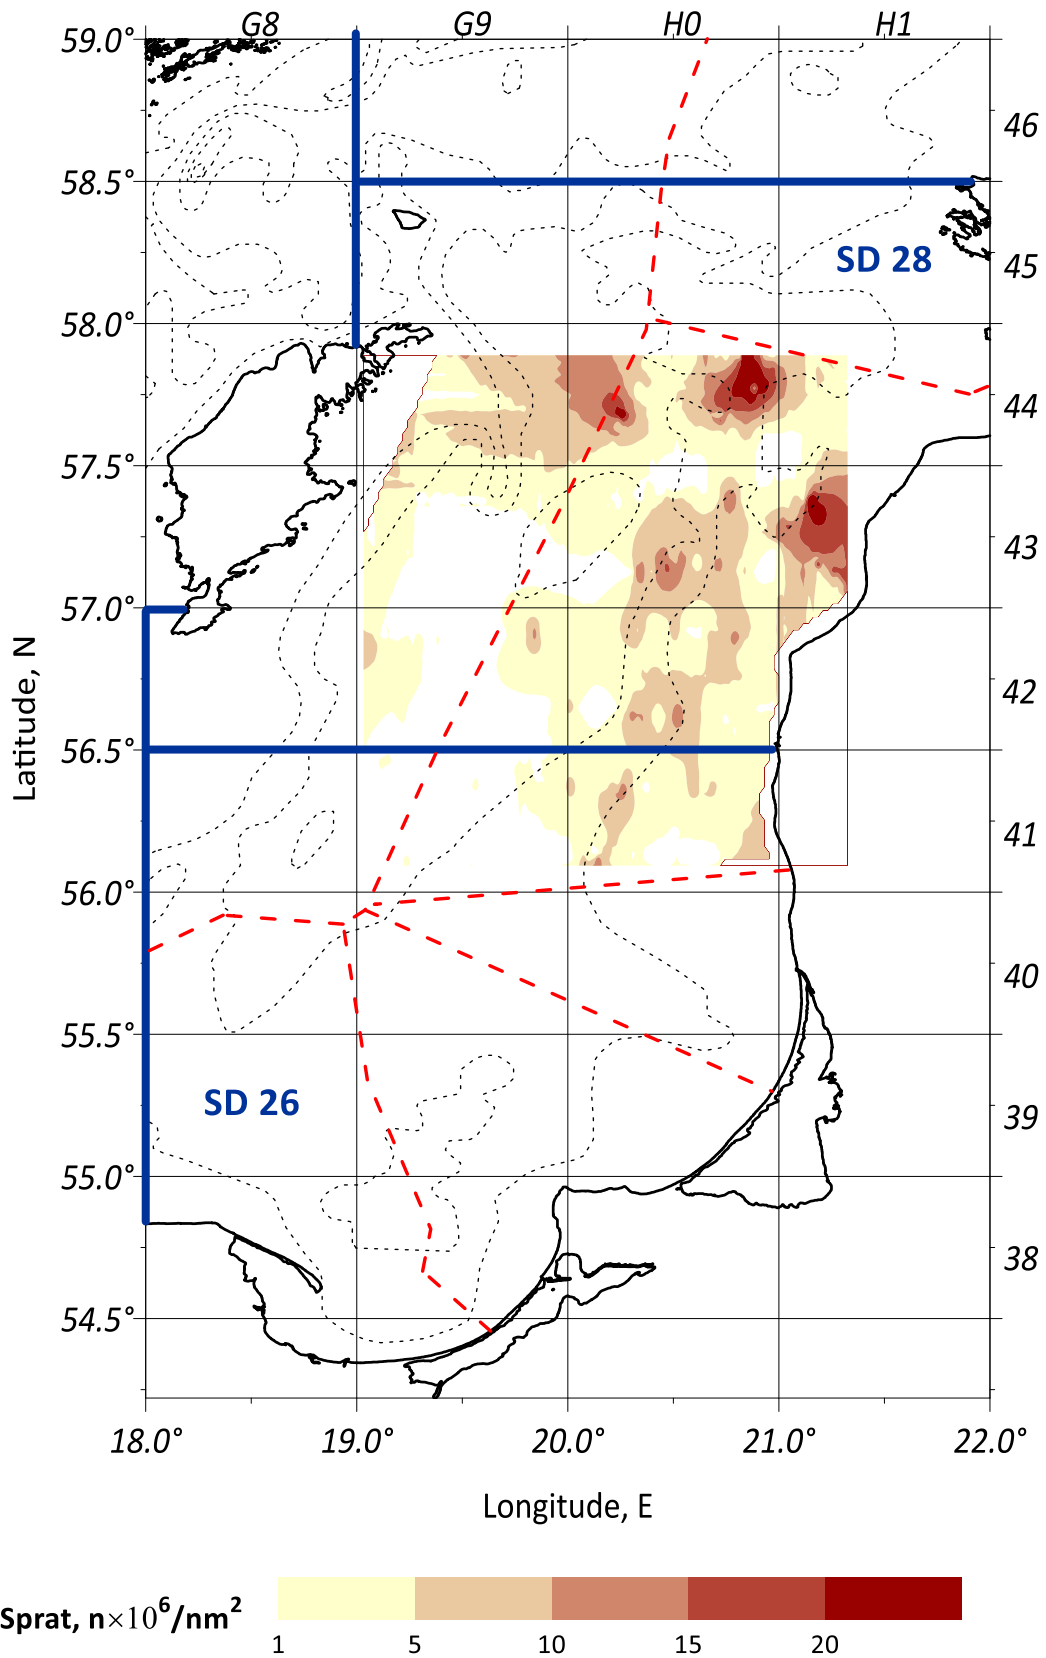 G8 G9 H0 H1
59.0°
46
58.5°
SD 28
45
58.0°
44
57.5°
43
57.0°
Latitude, N
42
56.5°
41
56.0°
40
55.5°
SD 26
39
55.0°
38
54.5°
18.0° 19.0° 20.0° 21.0° 22.0°
Longitude, E
Sprat, n×10⁶/nm²
1 5 10 15 20